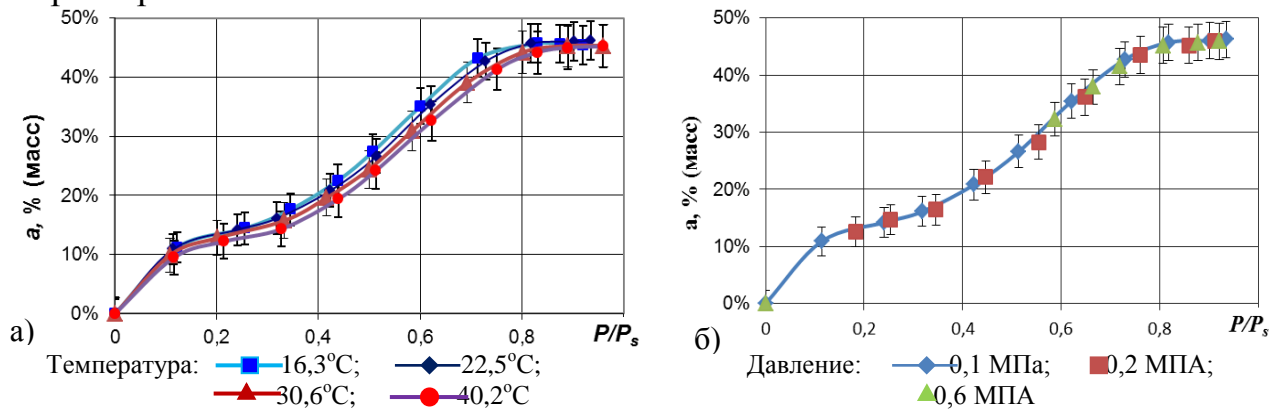 50%
40%
30%
20%
10%
0%
a, % (масс)
0 0,2 0,4 0,6 0,8 P/Pₛ
а)
Температура: 16,3°С; 22,5°С;
30,6°С; 40,2°С
50%
40%
30%
20%
10%
0%
а, % (масс)
0 0,2 0,4 0,6 0,8 P/Pₛ
б)
Давление: 0,1 МПа; 0,2 МПА;
0,6 МПА